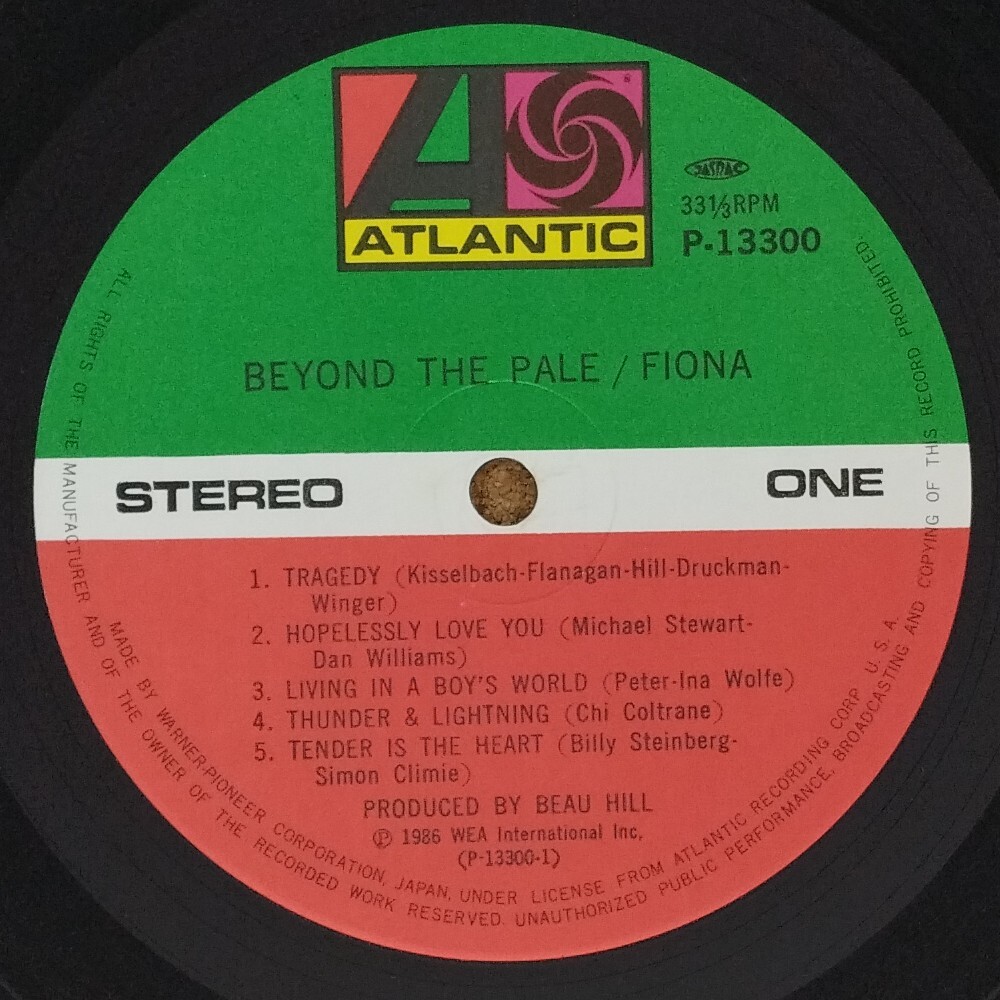 ATLANTIC
JASRAC
33⅓RPM
P-13300
BEYOND THE PALE / FIONA
STEREO
ONE
1. TRAGEDY (Kisselbach-Flanagan-Hill-Druckman-
Winger)
2. HOPELESSLY LOVE YOU (Michael Stewart-
Dan Williams)
3. LIVING IN A BOY'S WORLD (Peter-Ina Wolfe)
4. THUNDER & LIGHTNING (Chi Coltrane)
5. TENDER IS THE HEART (Billy Steinberg-
Simon Climie)
PRODUCED BY BEAU HILL
Ⓟ 1986 WEA International Inc.
(P-13300-1)
MADE BY WARNER-PIONEER CORPORATION, JAPAN, UNDER LICENSE FROM ATLANTIC RECORDING CORP. U. S. A.
ALL RIGHTS OF THE MANUFACTURER AND OF THE OWNER OF THE RECORDED WORK RESERVED. UNAUTHORIZED PUBLIC PERFORMANCE, BROADCASTING AND COPYING OF THIS RECORD PROHIBITED.